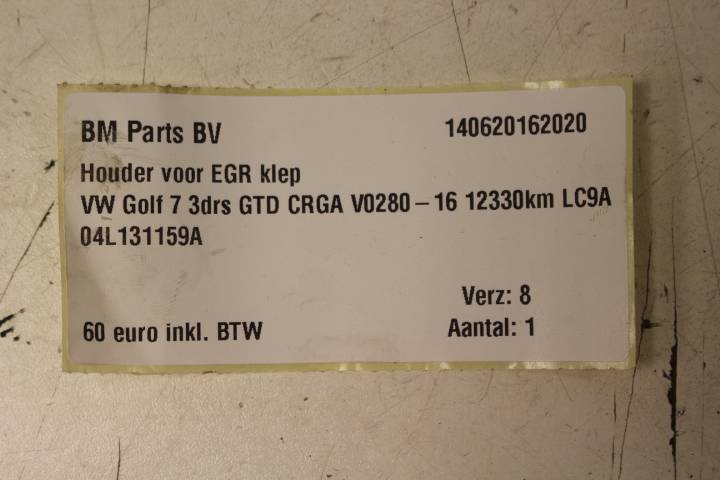 BM Parts BV 140620162020
Houder voor EGR klep
VW Golf 7 3drs GTD CRGA V0280-16 12330km LC9A
04L131159A
Verz: 8
60 euro inkl. BTW Aantal: 1